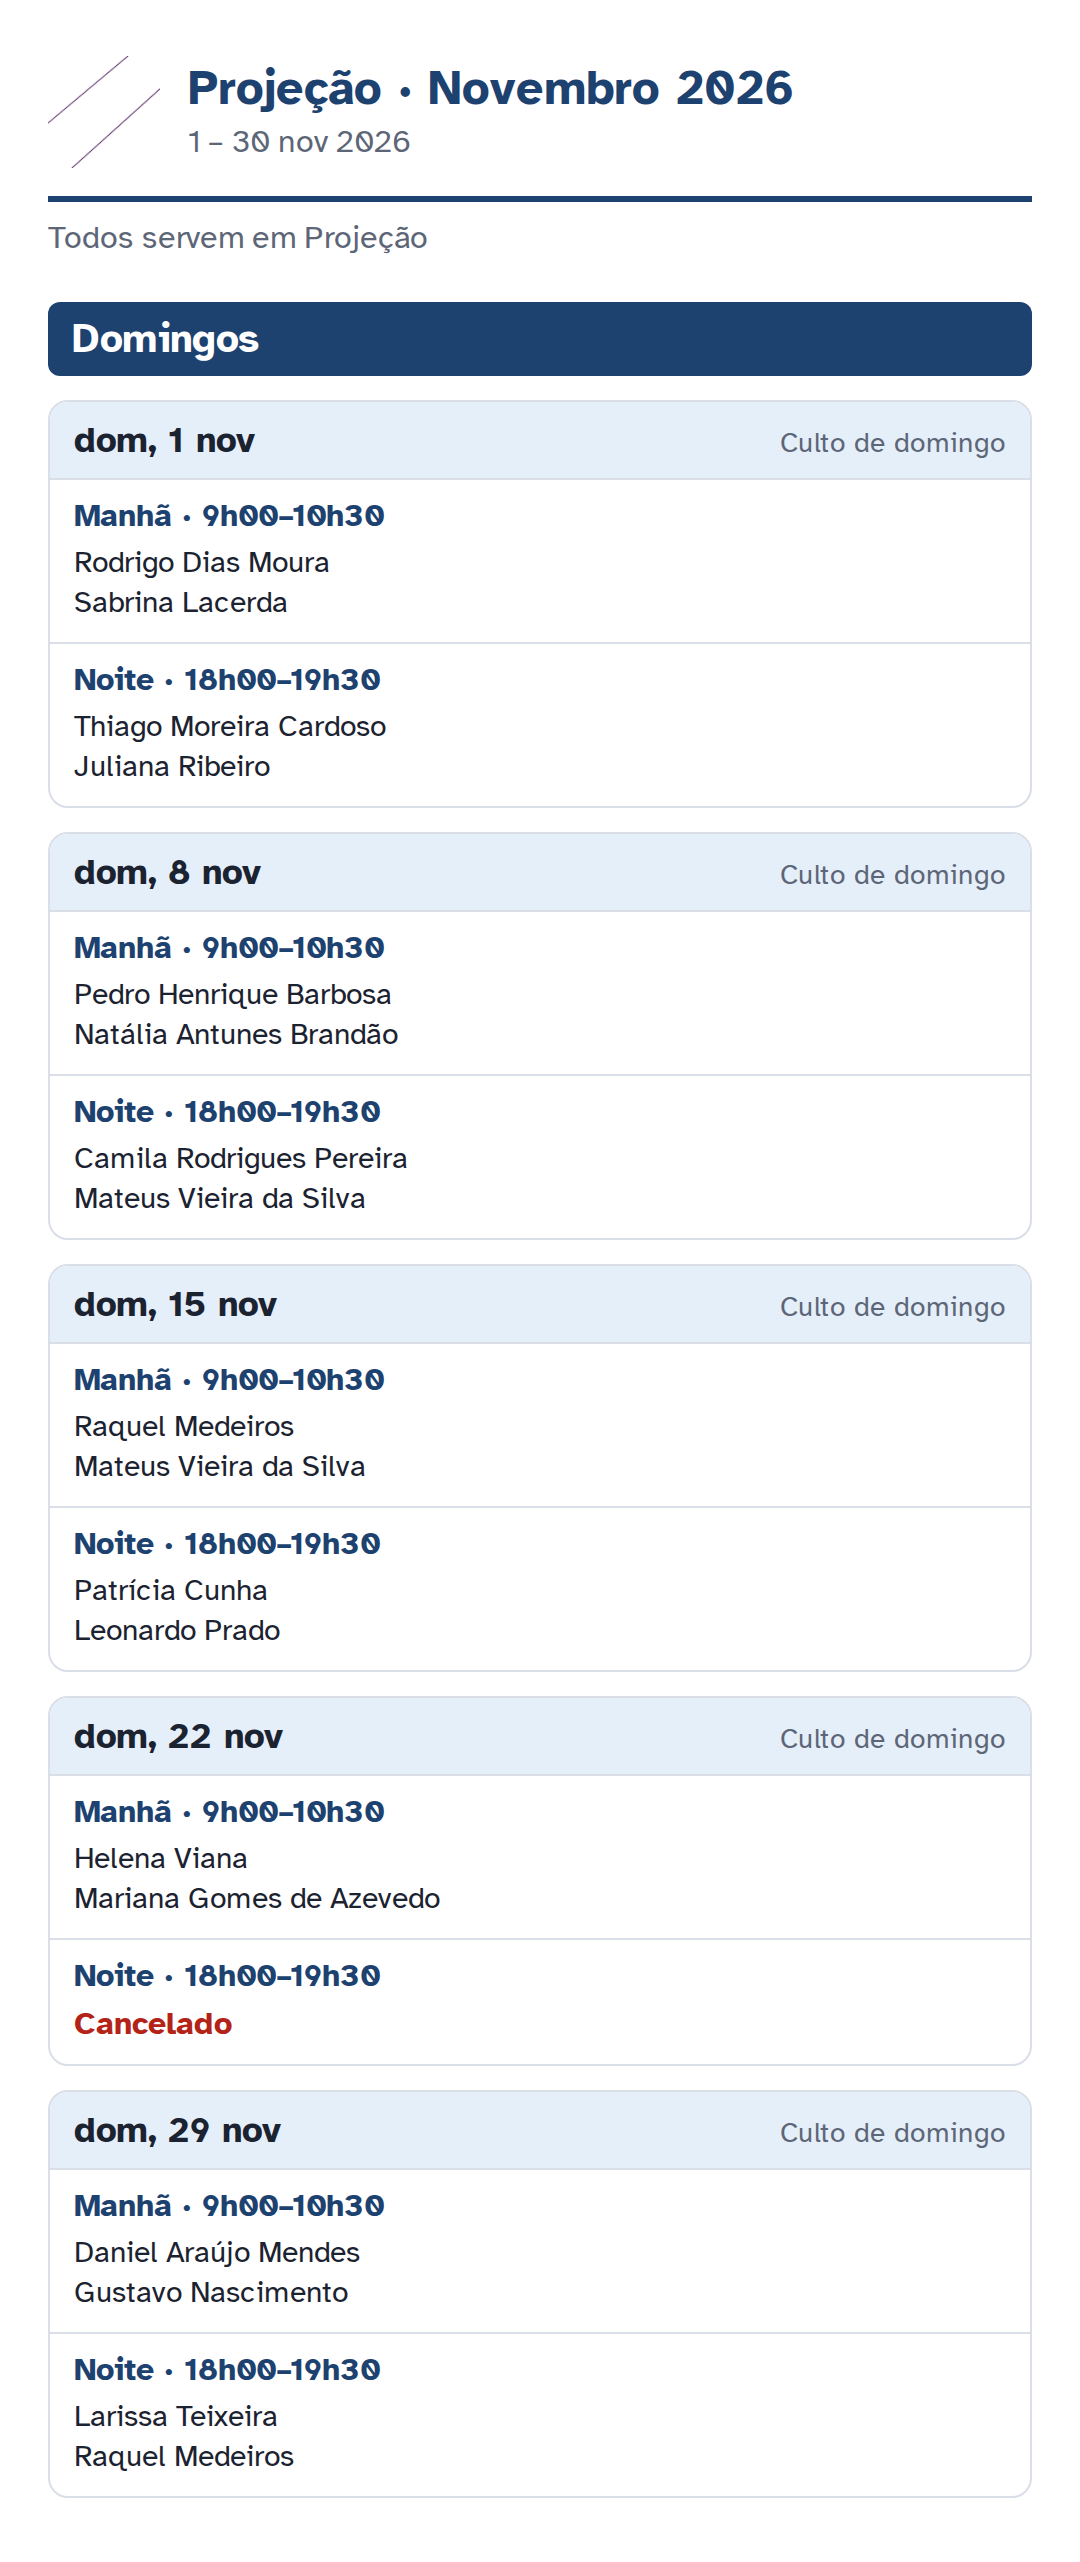 Projeção · Novembro 2026
1 – 30 nov 2026
Todos servem em Projeção
Domingos
dom, 1 nov
Culto de domingo
Manhã · 9h00–10h30
Rodrigo Dias Moura
Sabrina Lacerda
Noite · 18h00–19h30
Thiago Moreira Cardoso
Juliana Ribeiro
dom, 8 nov
Culto de domingo
Manhã · 9h00–10h30
Pedro Henrique Barbosa
Natália Antunes Brandão
Noite · 18h00–19h30
Camila Rodrigues Pereira
Mateus Vieira da Silva
dom, 15 nov
Culto de domingo
Manhã · 9h00–10h30
Raquel Medeiros
Mateus Vieira da Silva
Noite · 18h00–19h30
Patrícia Cunha
Leonardo Prado
dom, 22 nov
Culto de domingo
Manhã · 9h00–10h30
Helena Viana
Mariana Gomes de Azevedo
Noite · 18h00–19h30
Cancelado
dom, 29 nov
Culto de domingo
Manhã · 9h00–10h30
Daniel Araújo Mendes
Gustavo Nascimento
Noite · 18h00–19h30
Larissa Teixeira
Raquel Medeiros